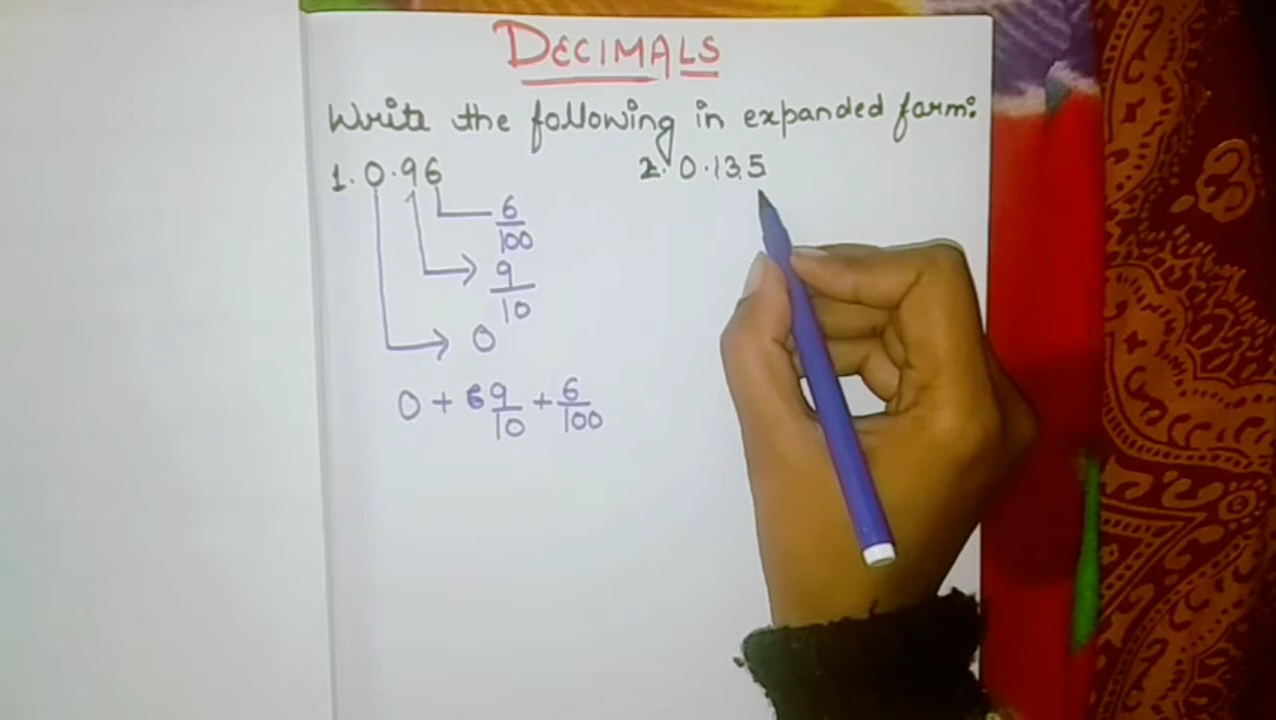 DECIMALS
Write the following in expanded form:
1. 0.96
2. 0.135
6/100
9/10
0
0 + 9/10 + 6/100